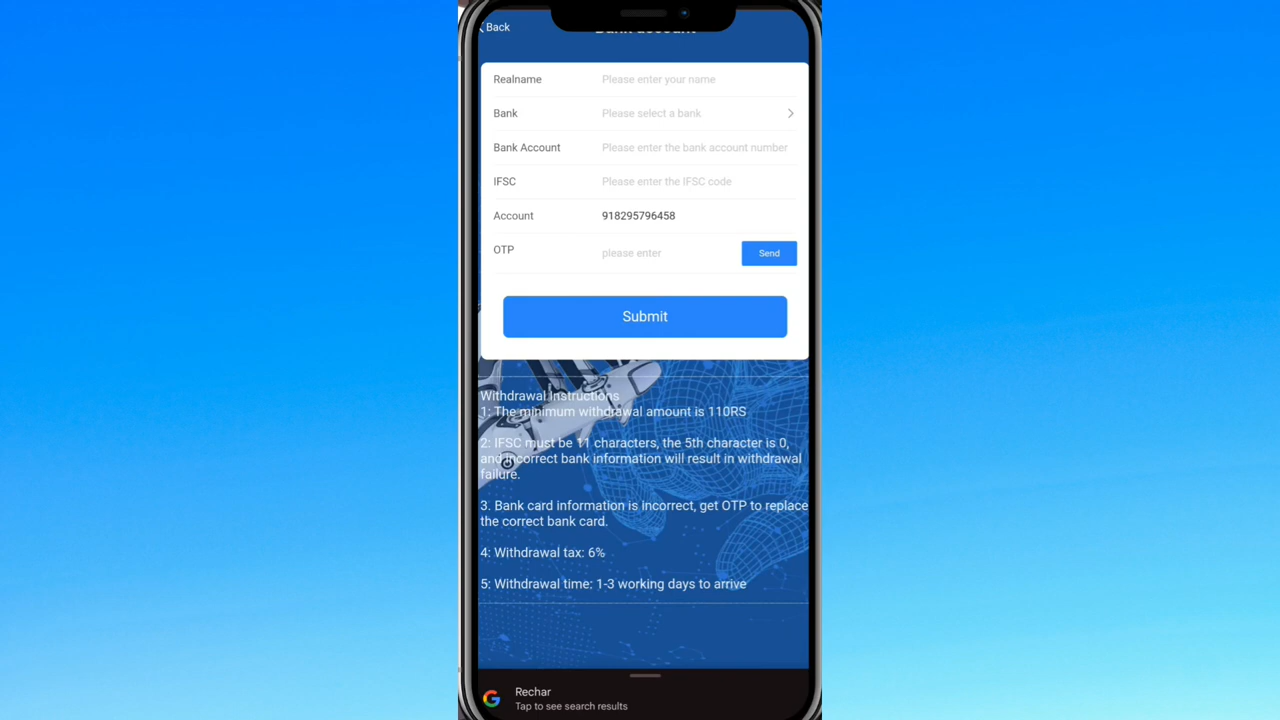 Back
Bank account
Realname Please enter your name
Bank Please select a bank
Bank Account Please enter the bank account number
IFSC Please enter the IFSC code
Account 918295796458
OTP please enter Send
Submit
Withdrawal Instructions
1: The minimum withdrawal amount is 110RS
2: IFSC must be 11 characters, the 5th character is 0,
and incorrect bank information will result in withdrawal
failure.
3. Bank card information is incorrect, get OTP to replace
the correct bank card.
4: Withdrawal tax: 6%
5: Withdrawal time: 1-3 working days to arrive
Rechar
Tap to see search results